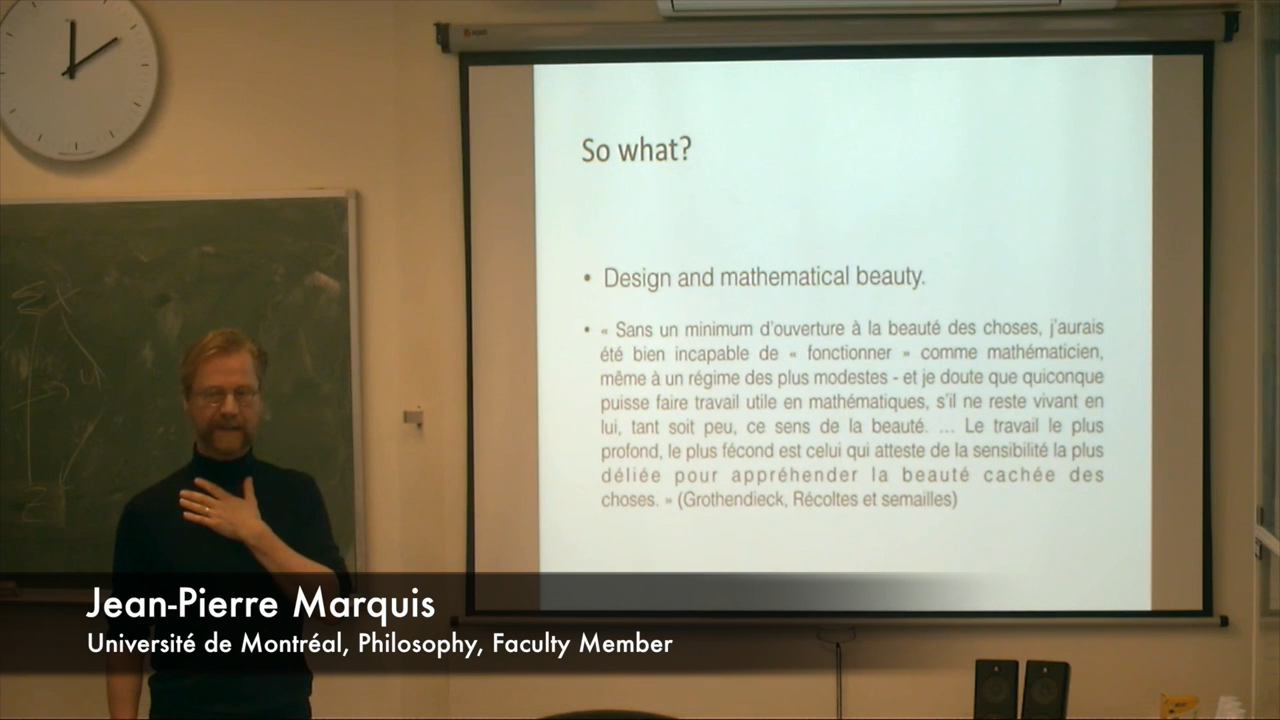 So what?
• Design and mathematical beauty.
• « Sans un minimum d'ouverture à la beauté des choses, j'aurais
été bien incapable de « fonctionner » comme mathématicien,
même à un régime des plus modestes - et je doute que quiconque
puisse faire travail utile en mathématiques, s'il ne reste vivant en
lui, tant soit peu, ce sens de la beauté. ... Le travail le plus
profond, le plus fécond est celui qui atteste de la sensibilité la plus
déliée pour appréhender la beauté cachée des
choses. » (Grothendieck, Récoltes et semailles)
Jean-Pierre Marquis
Université de Montréal, Philosophy, Faculty Member